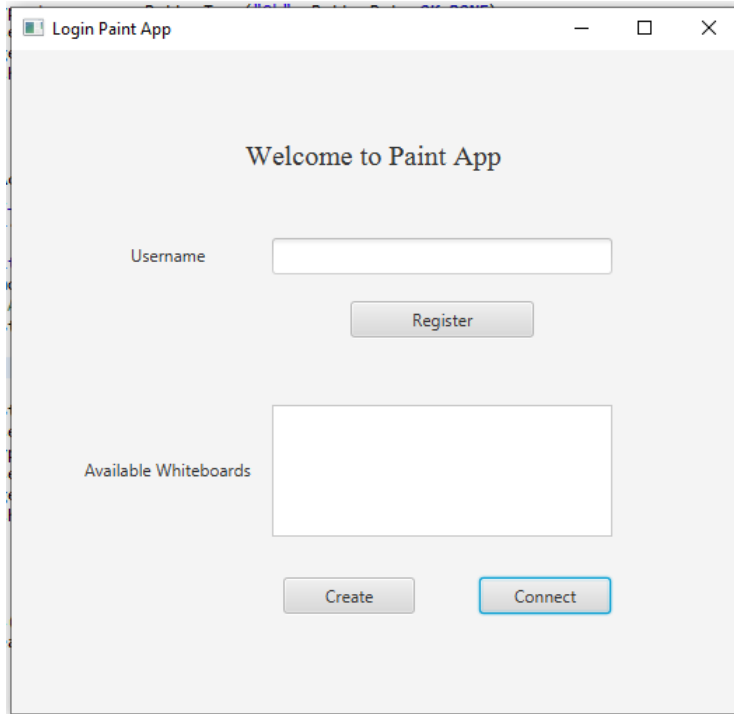 Login Paint App
Welcome to Paint App
Username
Register
Available Whiteboards
Create
Connect